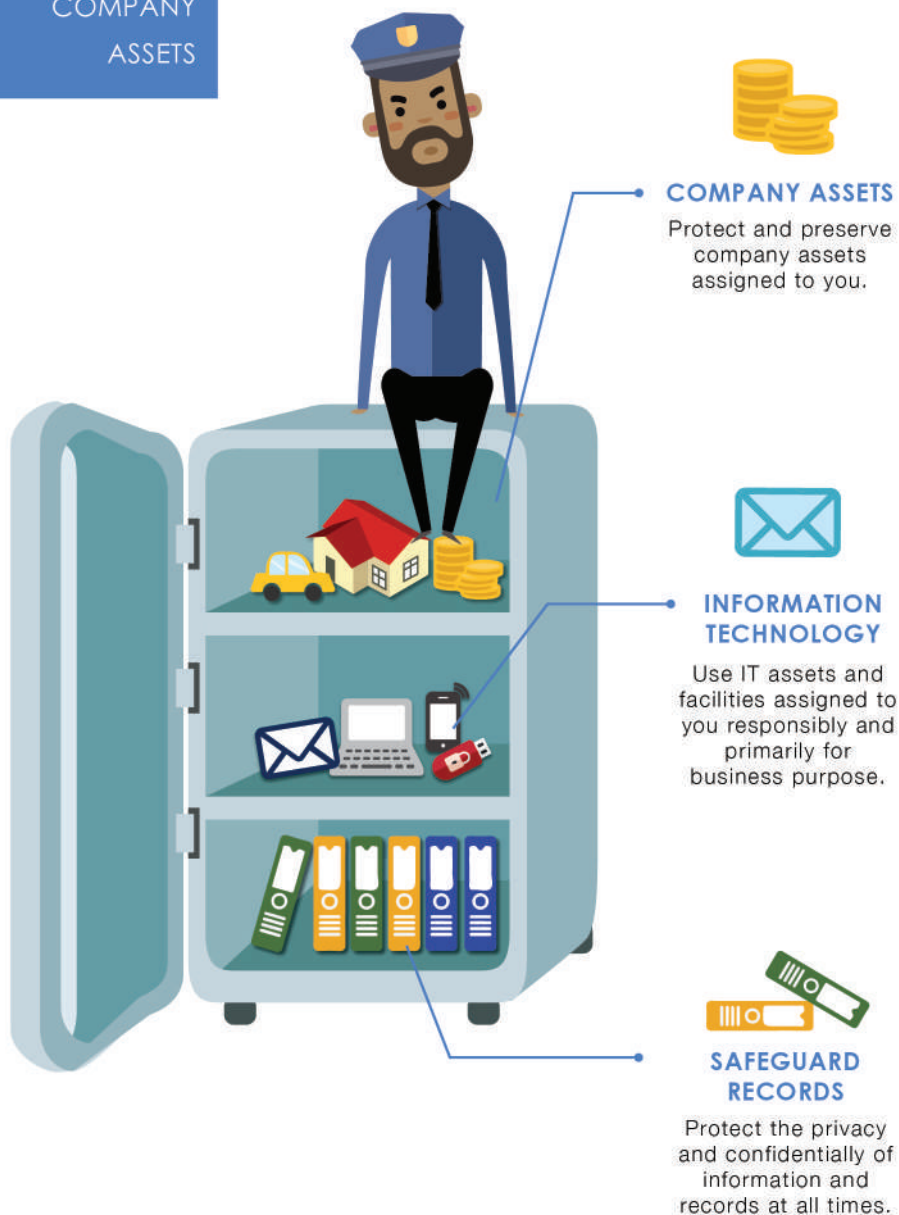 COMPANY
ASSETS
COMPANY ASSETS
Protect and preserve
company assets
assigned to you.
INFORMATION
TECHNOLOGY
Use IT assets and
facilities assigned to
you responsibly and
primarily for
business purpose.
SAFEGUARD
RECORDS
Protect the privacy
and confidentially of
information and
records at all times.